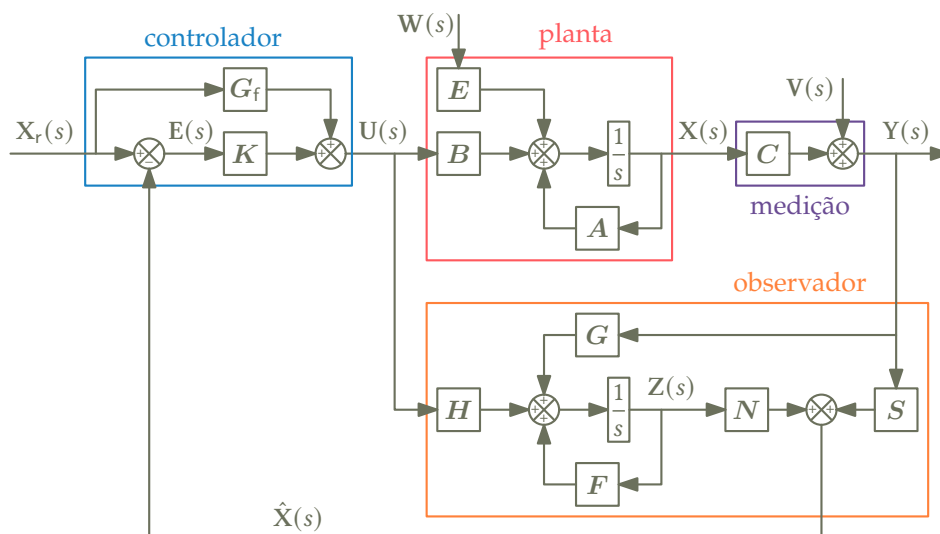 W(s)
controlador
planta
G_f
E
V(s)
X_r(s)
E(s)
U(s)
X(s)
Y(s)
−
K
+
+
B
+
+
+
1/s
C
+
+
A
medição
observador
G
H
+
+
+
1/s
Z(s)
N
+
+
S
F
X̂(s)